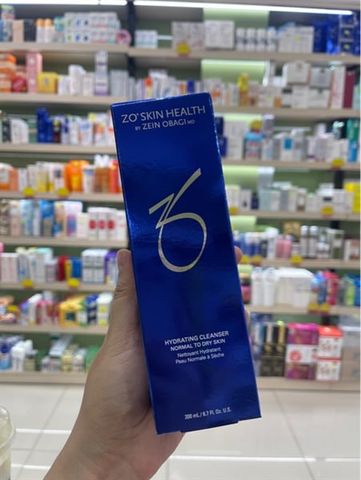 ZO® SKIN HEALTH
BY ZEIN OBAGI MD
HYDRATING CLEANSER
NORMAL TO DRY SKIN
Nettoyant Hydratant
Peau Normale à Sèche
200 mL / 6.7 Fl. Oz. U.S.